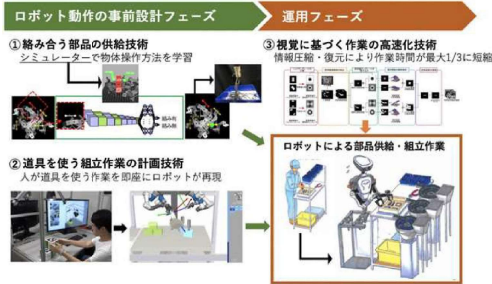 ロボット動作の事前設計フェーズ
運用フェーズ
①絡み合う部品の供給技術
シミュレーターで物体操作方法を学習
絡み有
絡み無
②道具を使う組立作業の計画技術
人が道具を使う作業を即座にロボットが再現
③視覚に基づく作業の高速化技術
情報圧縮・復元により作業時間が最大1/3に短縮
ロボットによる部品供給・組立作業